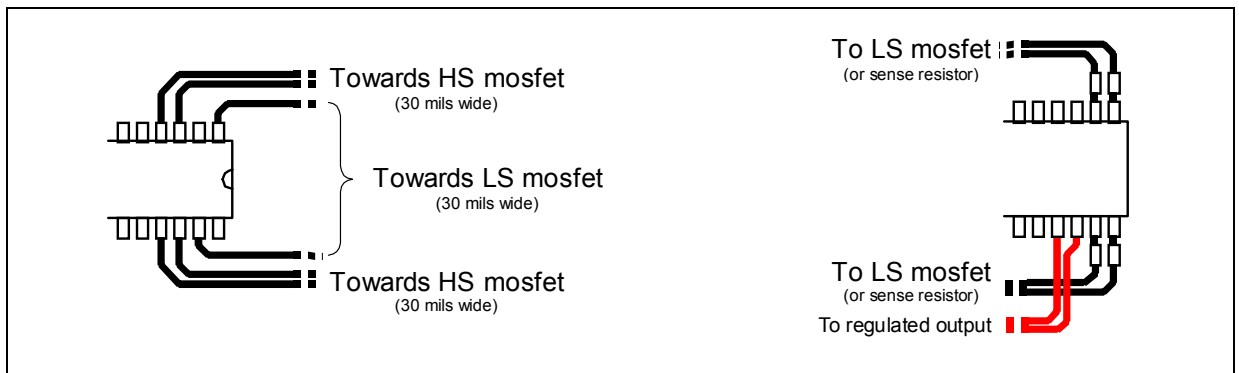 Towards HS mosfet
(30 mils wide)
Towards LS mosfet
(30 mils wide)
Towards HS mosfet
(30 mils wide)
To LS mosfet
(or sense resistor)
To LS mosfet
(or sense resistor)
To regulated output